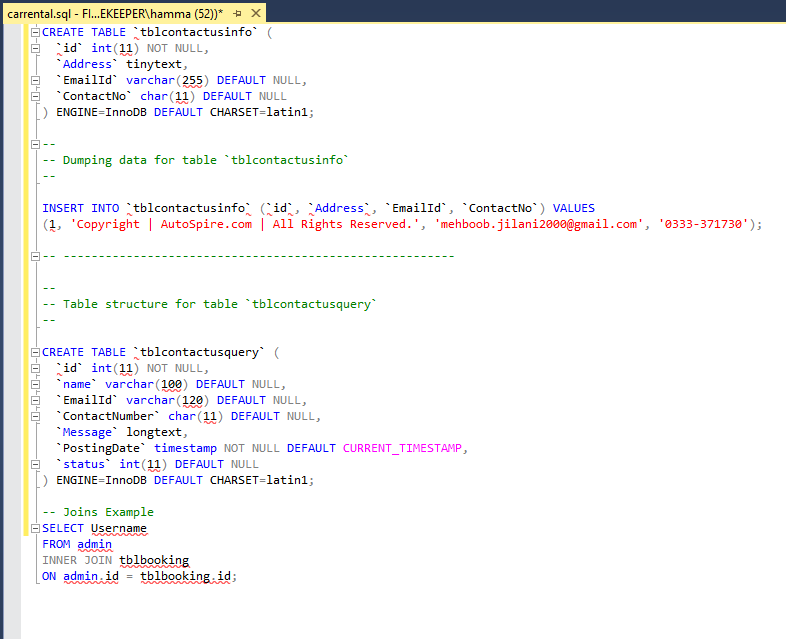 carrental.sql - Fl...EKEEPER\hamma (52))*
CREATE TABLE `tblcontactusinfo` (
`id` int(11) NOT NULL,
`Address` tinytext,
`EmailId` varchar(255) DEFAULT NULL,
`ContactNo` char(11) DEFAULT NULL
) ENGINE=InnoDB DEFAULT CHARSET=latin1;
--
-- Dumping data for table `tblcontactusinfo`
--
INSERT INTO `tblcontactusinfo` (`id`, `Address`, `EmailId`, `ContactNo`) VALUES
(1, 'Copyright | AutoSpire.com | All Rights Reserved.', 'mehboob.jilani2000@gmail.com', '0333-371730');
-- --------------------------------------------------------
--
-- Table structure for table `tblcontactusquery`
--
CREATE TABLE `tblcontactusquery` (
`id` int(11) NOT NULL,
`name` varchar(100) DEFAULT NULL,
`EmailId` varchar(120) DEFAULT NULL,
`ContactNumber` char(11) DEFAULT NULL,
`Message` longtext,
`PostingDate` timestamp NOT NULL DEFAULT CURRENT_TIMESTAMP,
`status` int(11) DEFAULT NULL
) ENGINE=InnoDB DEFAULT CHARSET=latin1;
-- Joins Example
SELECT Username
FROM admin
INNER JOIN tblbooking
ON admin.id = tblbooking.id;